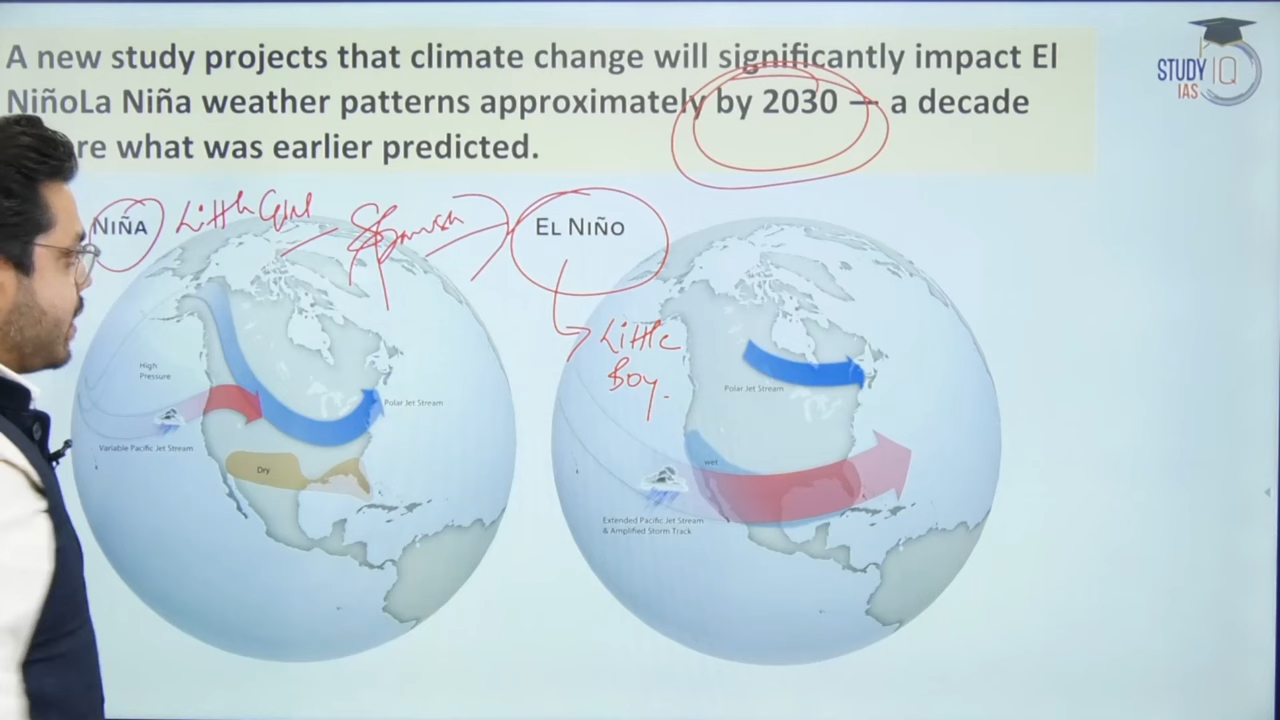 A new study projects that climate change will significantly impact El
NiñoLa Niña weather patterns approximately by 2030 – a decade
re what was earlier predicted.
STUDY IQ
IAS
NIÑA
Little Girl
Spanish
EL NIÑO
Little
Boy.
High
Pressure
Polar Jet Stream
Variable Pacific Jet Stream
Dry
Polar Jet Stream
wet
Extended Pacific Jet Stream
& Amplified Storm Track